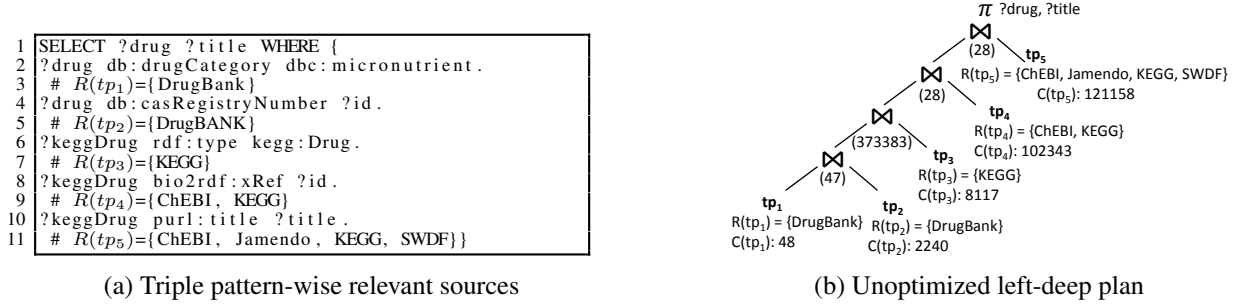 1 SELECT ?drug ?title WHERE {
2 ?drug db:drugCategory dbc:micronutrient.
3 # R(tp₁)={DrugBank}
4 ?drug db:casRegistryNumber ?id.
5 # R(tp₂)={DrugBANK}
6 ?keggDrug rdf:type kegg:Drug.
7 # R(tp₃)={KEGG}
8 ?keggDrug bio2rdf:xRef ?id.
9 # R(tp₄)={ChEBI, KEGG}
10 ?keggDrug purl:title ?title.
11 # R(tp₅)={ChEBI, Jamendo, KEGG, SWDF}}
(a) Triple pattern-wise relevant sources
π ?drug, ?title
⋈
(28)
tp₅
R(tp₅) = {ChEBI, Jamendo, KEGG, SWDF}
C(tp₅): 121158
⋈
(28)
tp₄
R(tp₄) = {ChEBI, KEGG}
C(tp₄): 102343
⋈
(373383)
tp₃
R(tp₃) = {KEGG}
C(tp₃): 8117
⋈
(47)
tp₁
R(tp₁) = {DrugBank}
C(tp₁): 48
tp₂
R(tp₂) = {DrugBank}
C(tp₂): 2240
(b) Unoptimized left-deep plan